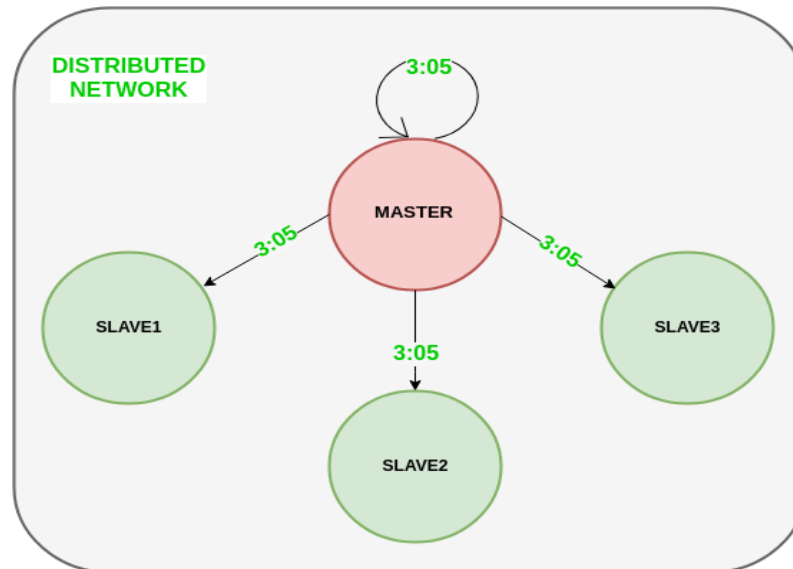 DISTRIBUTED
NETWORK
3:05
MASTER
3:05
3:05
SLAVE1
SLAVE3
3:05
SLAVE2